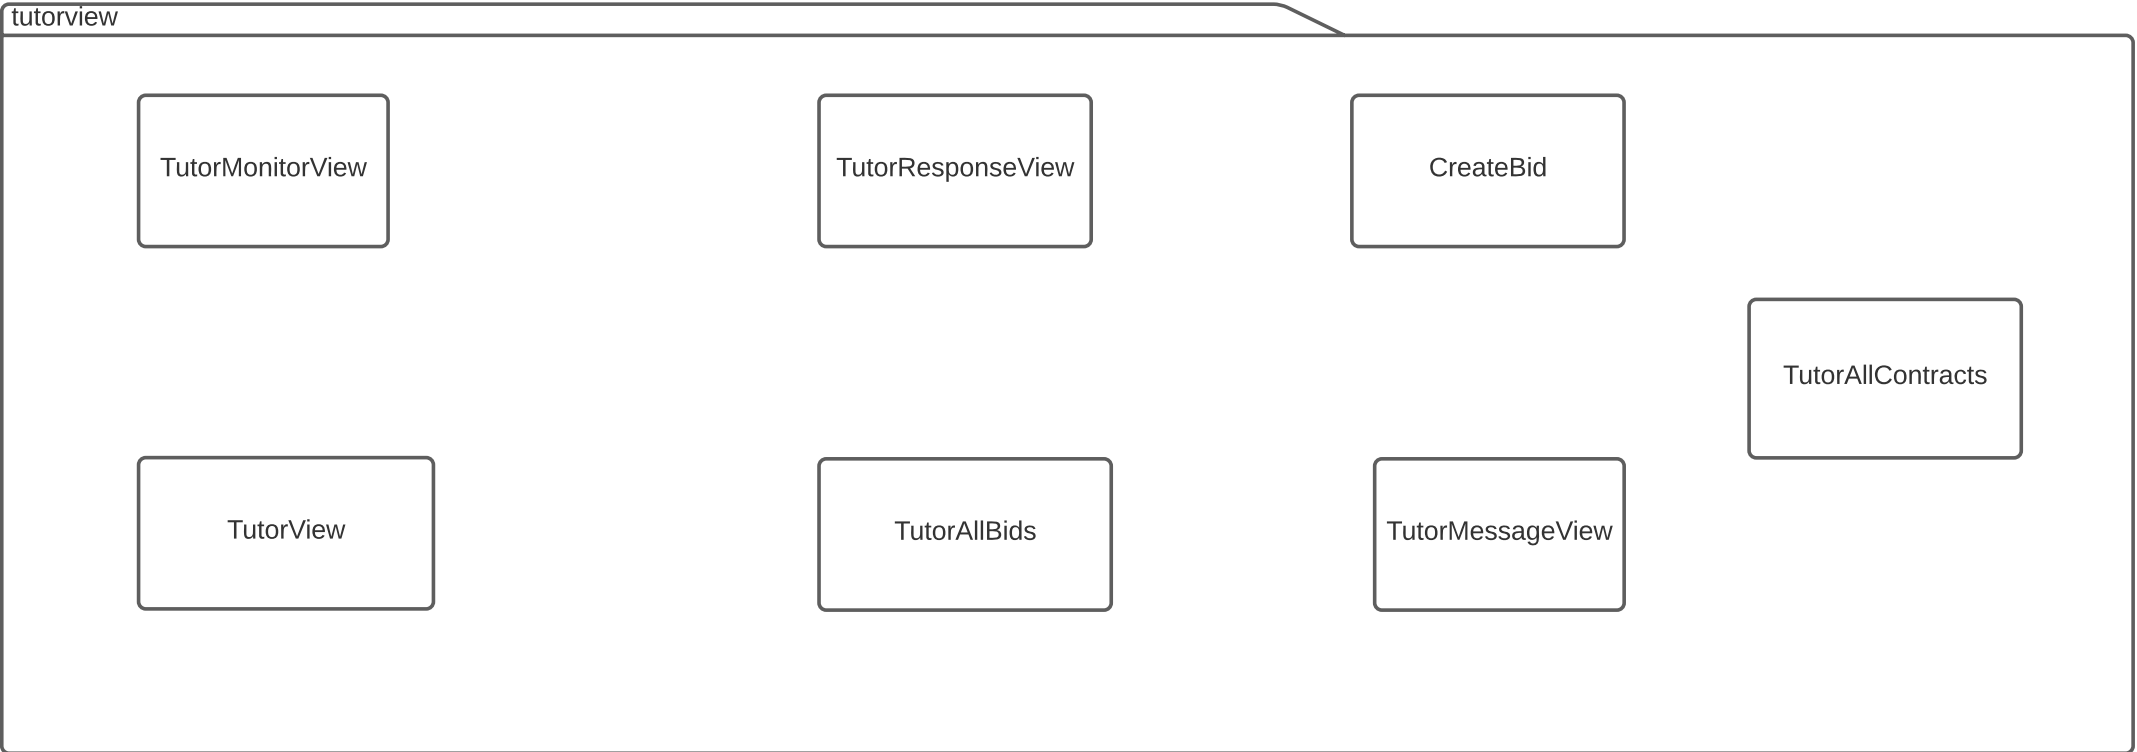 tutorview
TutorMonitorView
TutorResponseView
CreateBid
TutorAllContracts
TutorView
TutorAllBids
TutorMessageView